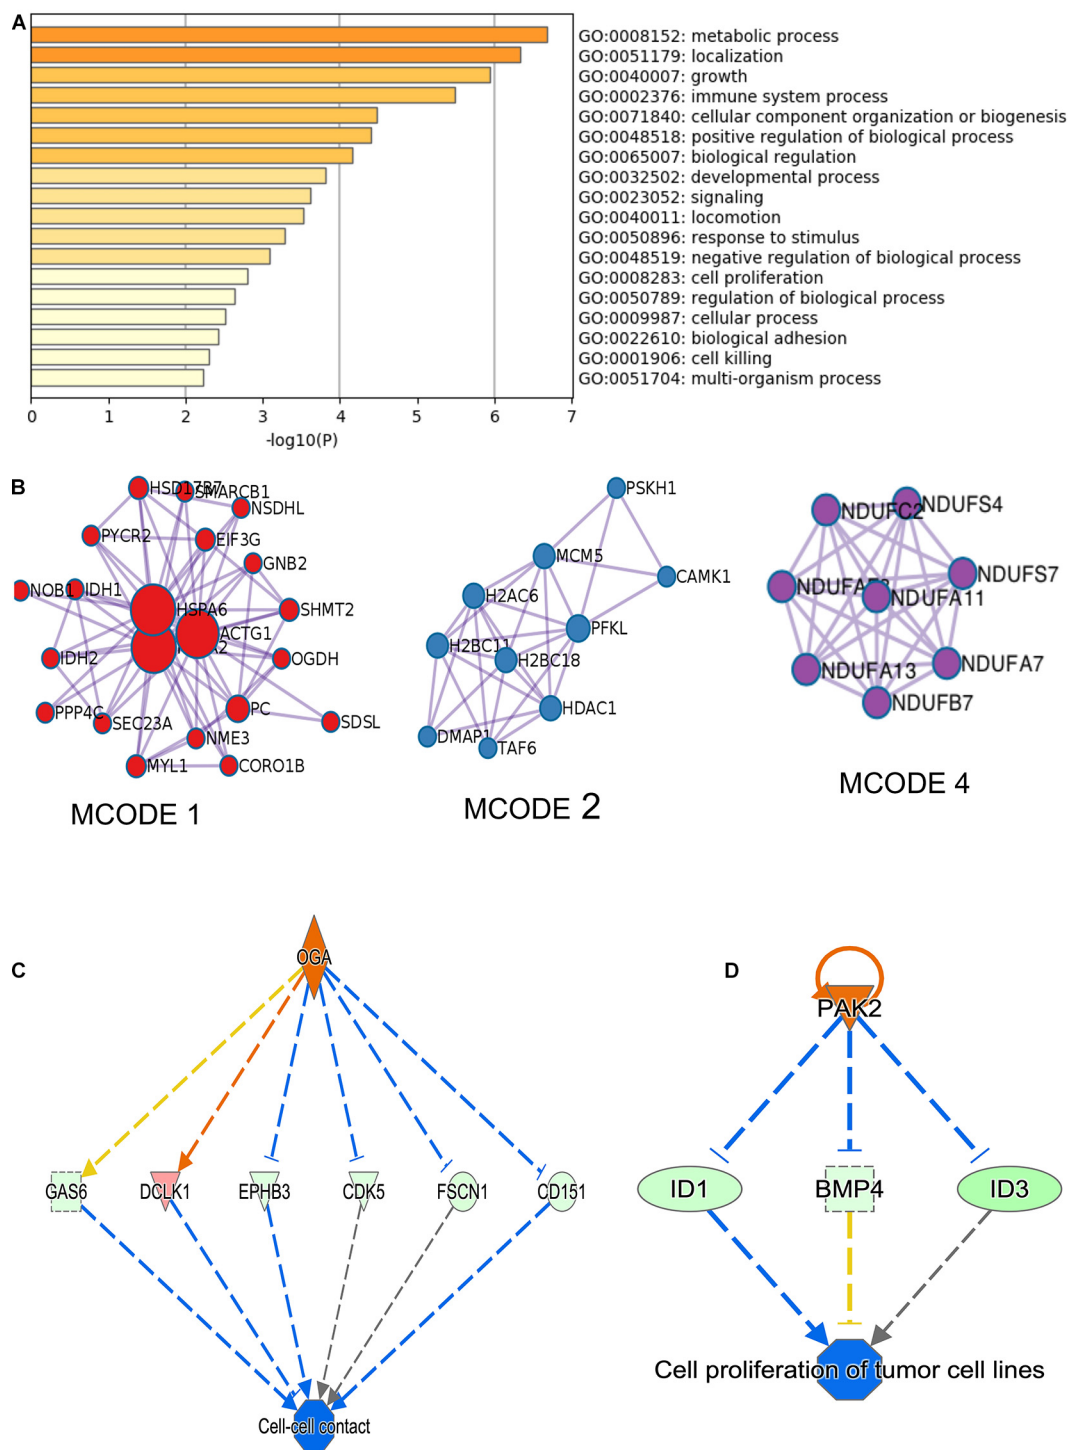 A
GO:0008152: metabolic process
GO:0051179: localization
GO:0040007: growth
GO:0002376: immune system process
GO:0071840: cellular component organization or biogenesis
GO:0048518: positive regulation of biological process
GO:0065007: biological regulation
GO:0032502: developmental process
GO:0023052: signaling
GO:0040011: locomotion
GO:0050896: response to stimulus
GO:0048519: negative regulation of biological process
GO:0008283: cell proliferation
GO:0050789: regulation of biological process
GO:0009987: cellular process
GO:0022610: biological adhesion
GO:0001906: cell killing
GO:0051704: multi-organism process
0 1 2 3 4 5 6 7
-log10(P)
B
HSD17B7
SMARCB1
NSDHL
PYCR2
EIF3G
GNB2
NOB1
IDH1
HSPA6
SHMT2
ACTG1
IDH2
OGDH
PPP4C
SEC23A
PC
SDSL
NME3
MYL1
CORO1B
MCODE 1
PSKH1
MCM5
CAMK1
H2AC6
PFKL
H2BC11
H2BC18
HDAC1
DMAP1
TAF6
MCODE 2
NDUFC2
NDUFS4
NDUFS7
NDUFA11
NDUFA13
NDUFA7
NDUFB7
MCODE 4
C
OGA
GAS6
DCLK1
EPHB3
CDK5
FSCN1
CD151
Cell-cell contact
D
PAK2
ID1
BMP4
ID3
Cell proliferation of tumor cell lines